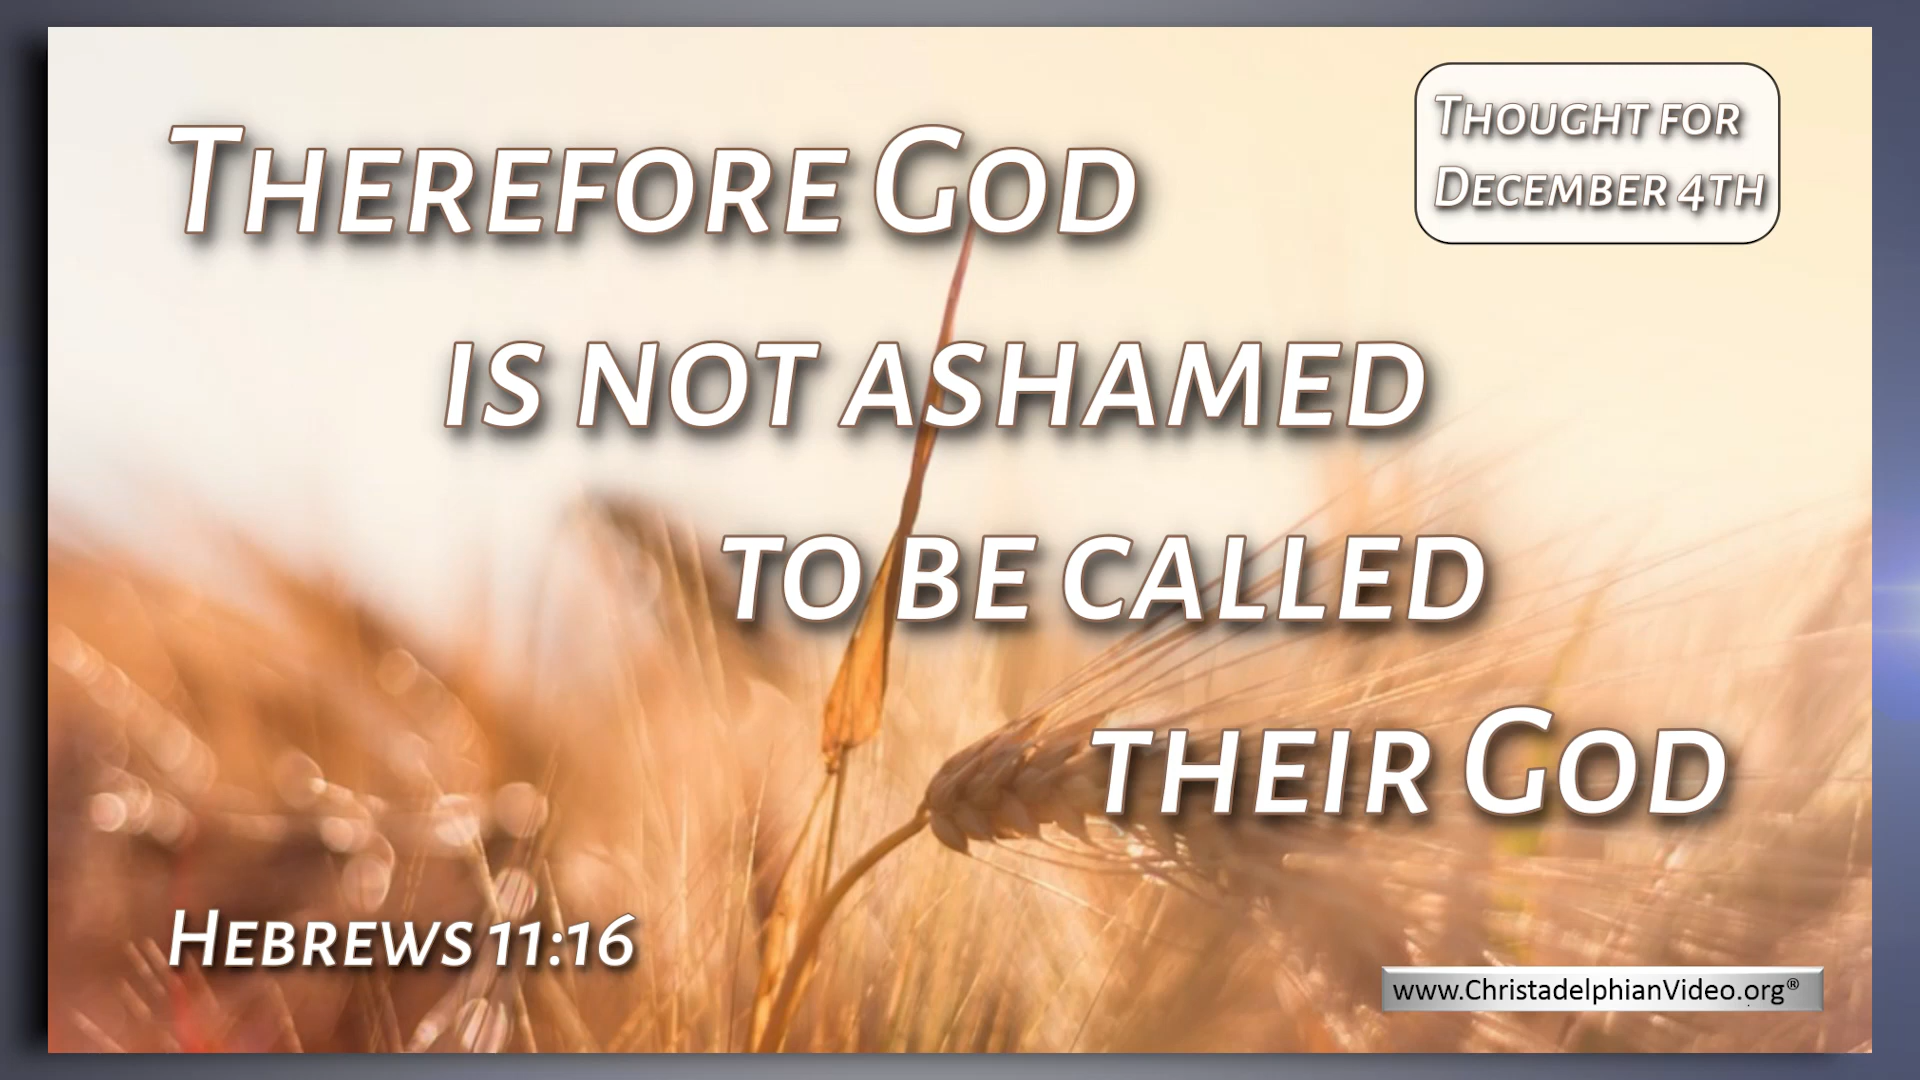 Thought for
December 4th
Therefore God
is not ashamed
to be called
their God
Hebrews 11:16
www.ChristadelphianVideo.org®